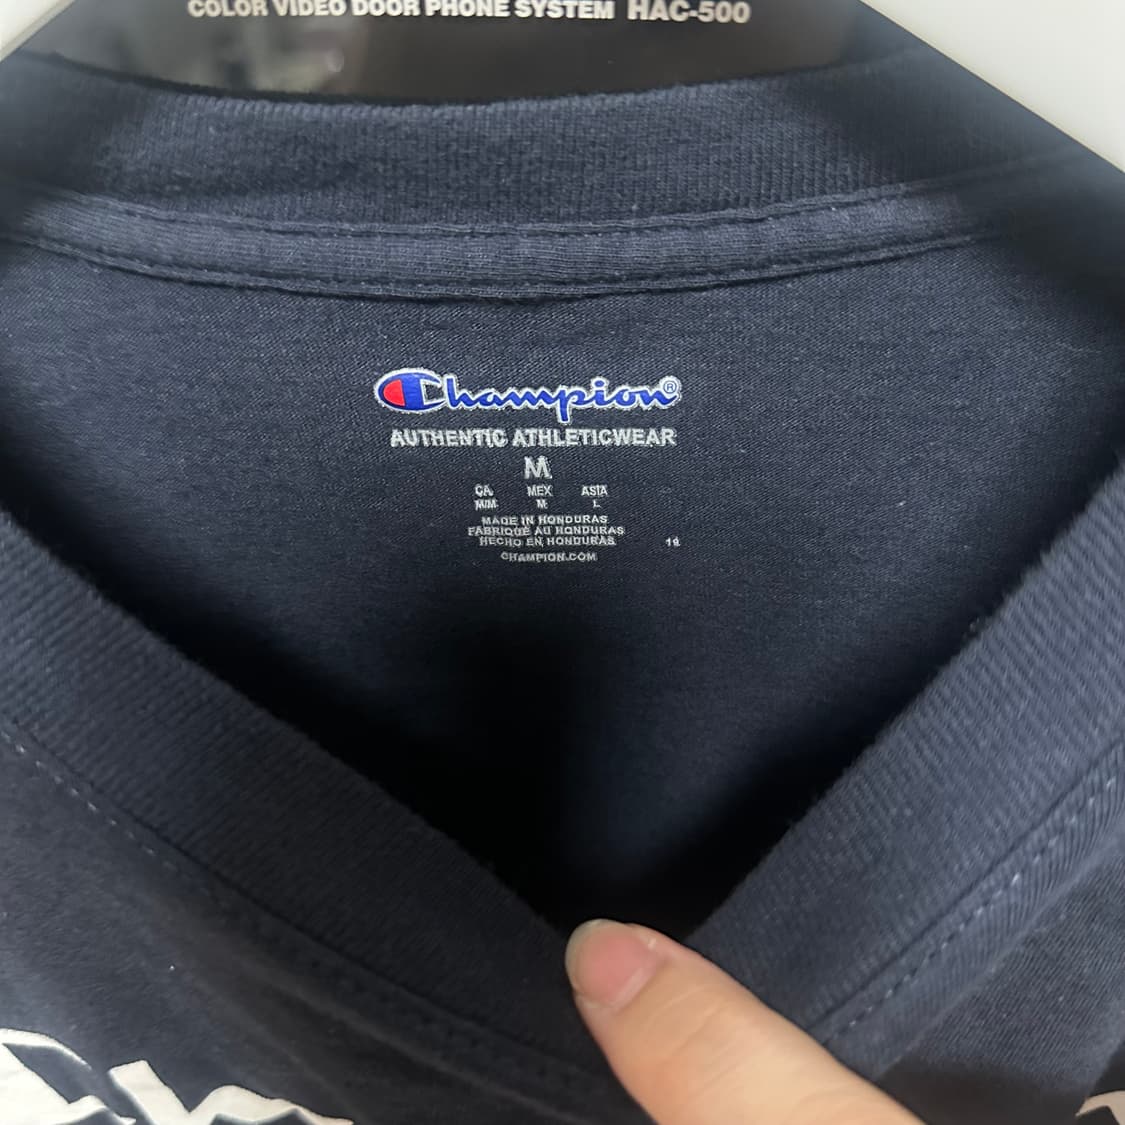 COLOR VIDEO DOOR PHONE SYSTEM HAC-500
Champion®
AUTHENTIC ATHLETICWEAR
M
CA MEX ASIA
M/M M L
MADE IN HONDURAS
FABRIQUÉ AU HONDURAS
HECHO EN HONDURAS
CHAMPION.COM